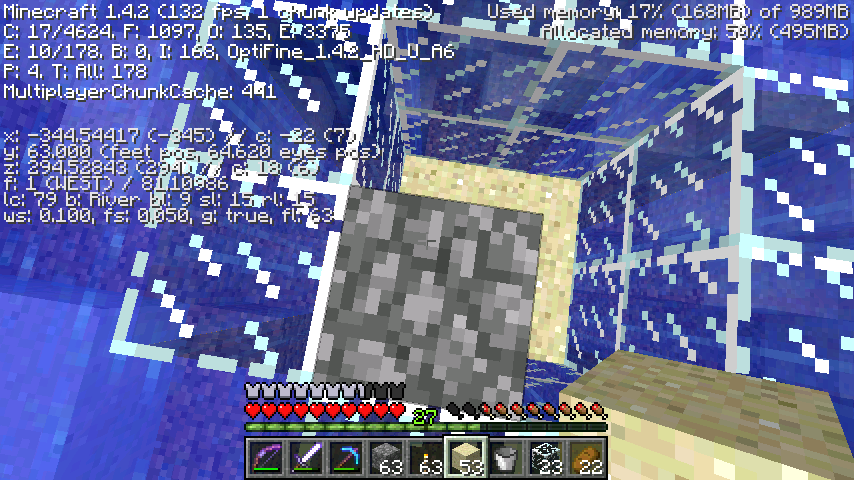 Minecraft 1.4.2 (132 fps, 1 chunk updates)
Used memory: 17% (168MB) of 989MB
C: 17/4624, F: 1097, O: 135, E: 3375
Allocated memory: 50% (495MB)
E: 10/178. B: 0, I: 168, OptiFine_1.4.2_HD_U_A6
P: 4. T: All: 178
MultiplayerChunkCache: 441
x: -344.54417 (-345) // c: -22 (7)
y: 63.000 (feet pos, 64.620 eyes pos)
z: 294.52843 (294) // c: 18 (6)
f: 1 (WEST) / 81.10986
lc: 79 b: River bl: 9 sl: 15 rl: 15
ws: 0.100, fs: 0.050, g: true, fl: 63
27
63 63 53 23 22